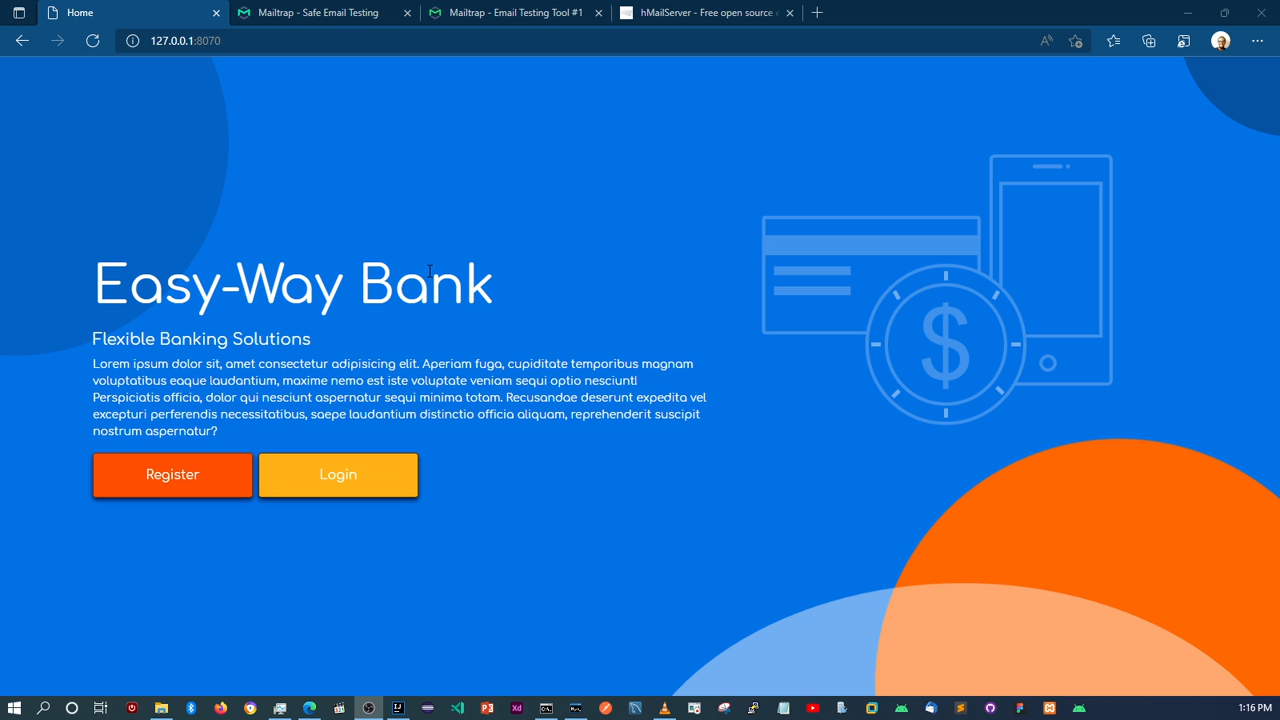 Home
Mailtrap - Safe Email Testing
Mailtrap - Email Testing Tool #1
hMailServer - Free open source
127.0.0.1:8070
Easy-Way Bank
Flexible Banking Solutions
Lorem ipsum dolor sit, amet consectetur adipisicing elit. Aperiam fuga, cupiditate temporibus magnam
voluptatibus eaque laudantium, maxime nemo est iste voluptate veniam sequi optio nesciunt!
Perspiciatis officia, dolor qui nesciunt aspernatur sequi minima totam. Recusandae deserunt expedita vel
excepturi perferendis necessitatibus, saepe laudantium distinctio officia aliquam, reprehenderit suscipit
nostrum aspernatur?
Register
Login
$
1:16 PM